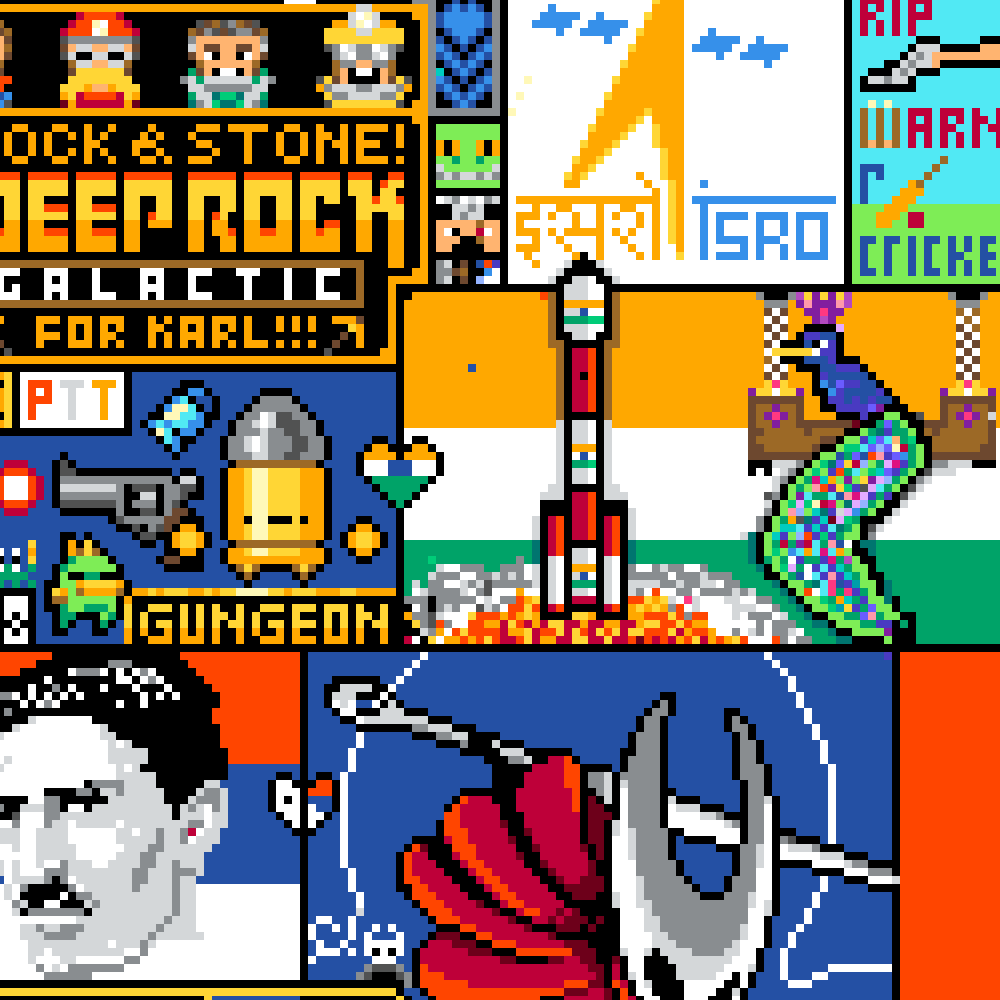 OCK & STONE!
DEEP ROCK
GALACTIC
FOR KARL!!!
इसरो ISRO
RIP
WARN
CRICKE
PTT
GUNGEON